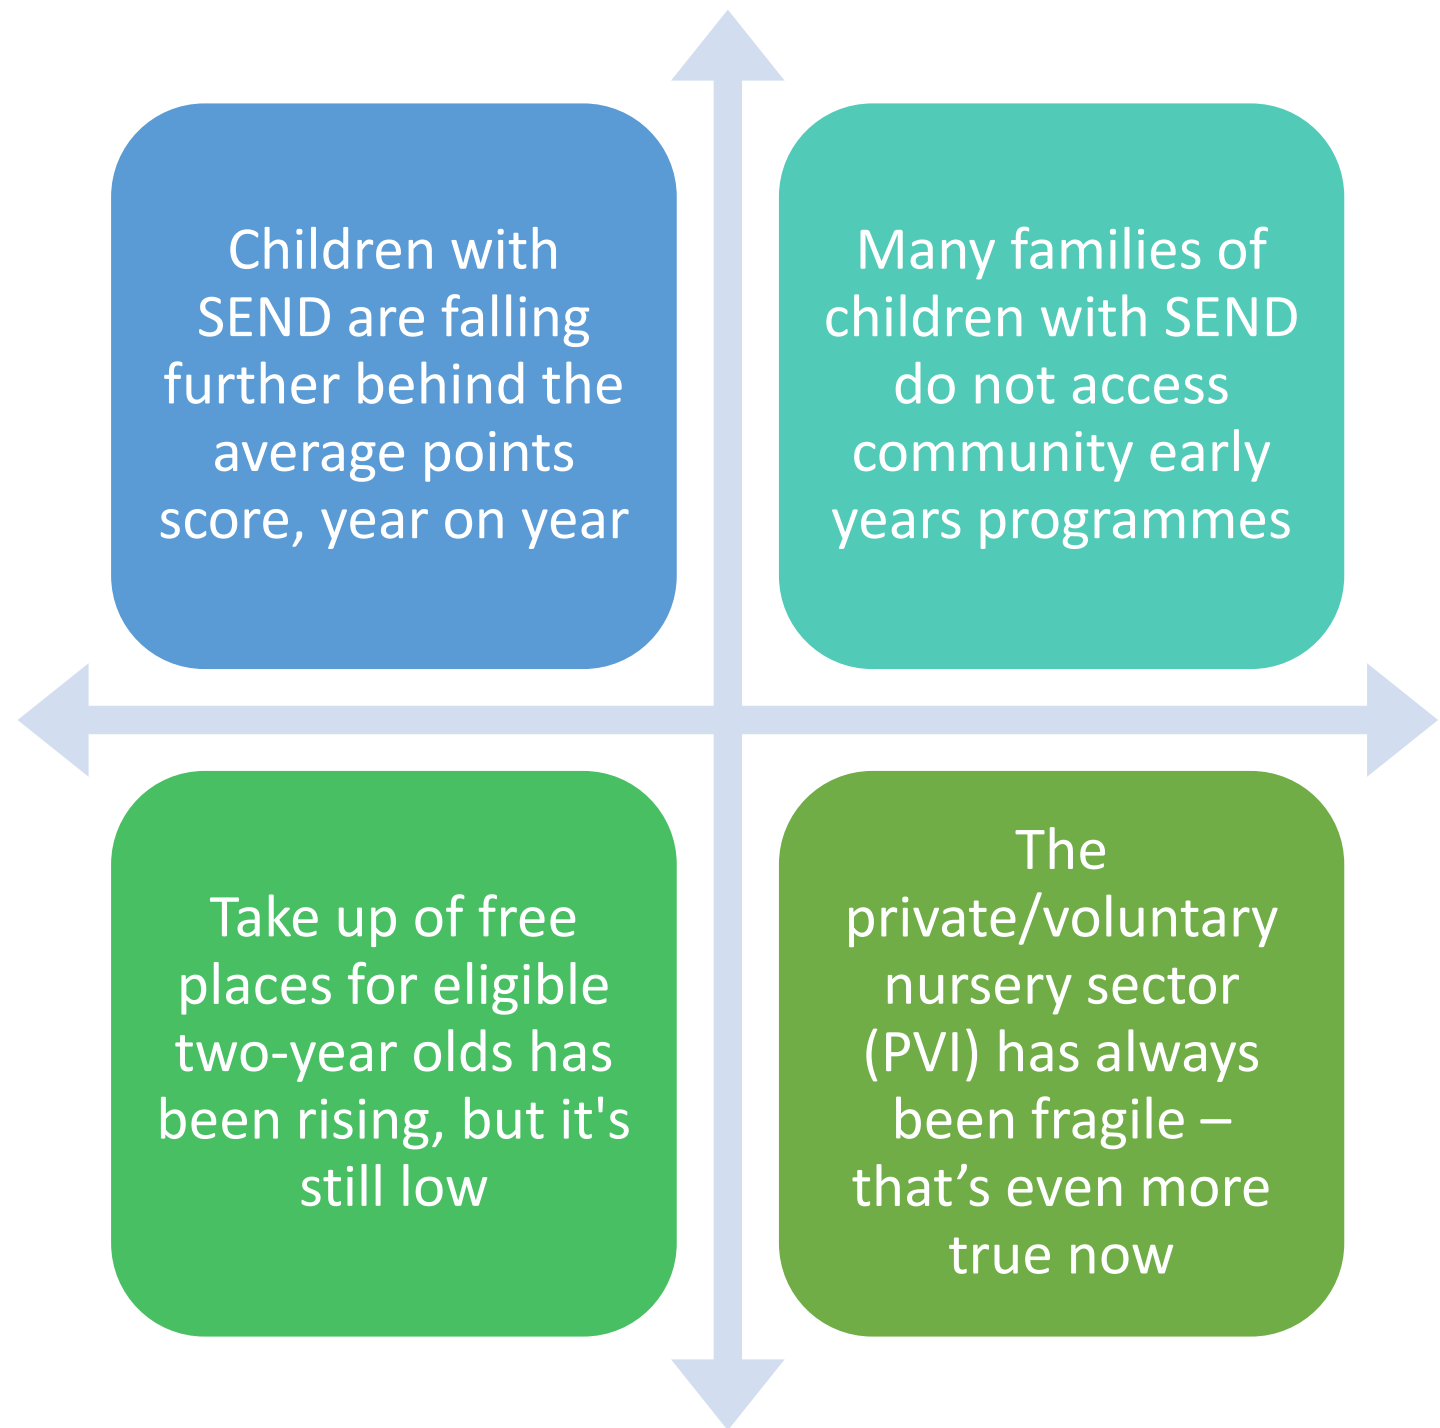 Children with
SEND are falling
further behind the
average points
score, year on year
Many families of
children with SEND
do not access
community early
years programmes
Take up of free
places for eligible
two-year olds has
been rising, but it's
still low
The
private/voluntary
nursery sector
(PVI) has always
been fragile –
that’s even more
true now